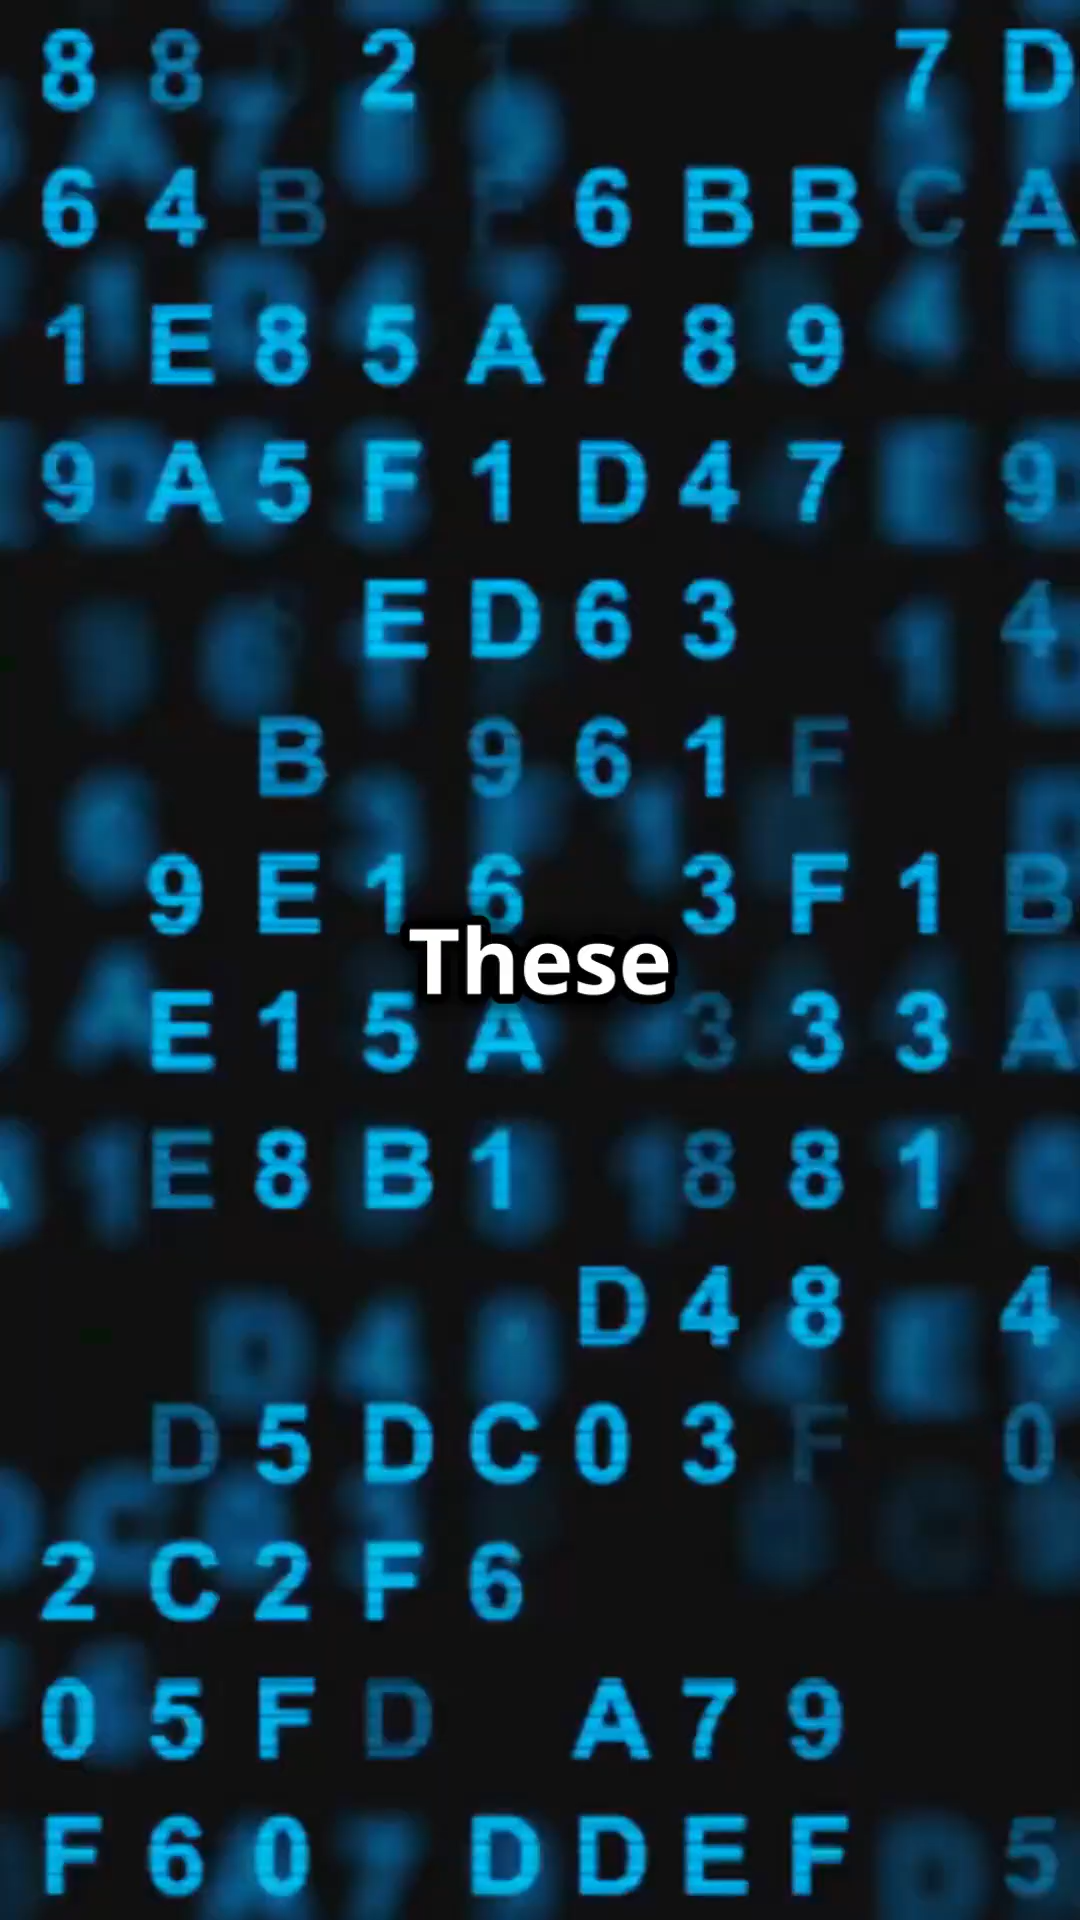 8 8 2 7 D
6 4 B F 6 B B C A
1 E 8 5 A 7 8 9
9 A 5 F 1 D 4 7 9
E D 6 3 4
B 9 6 1 F
9 E 1 6 3 F 1 B
These
E 1 5 A 3 3 3 A
E 8 B 1 8 8 1
D 4 8 4
D 5 D C 0 3 F 0
2 C 2 F 6
0 5 F D A 7 9
F 6 0 D D E F 5